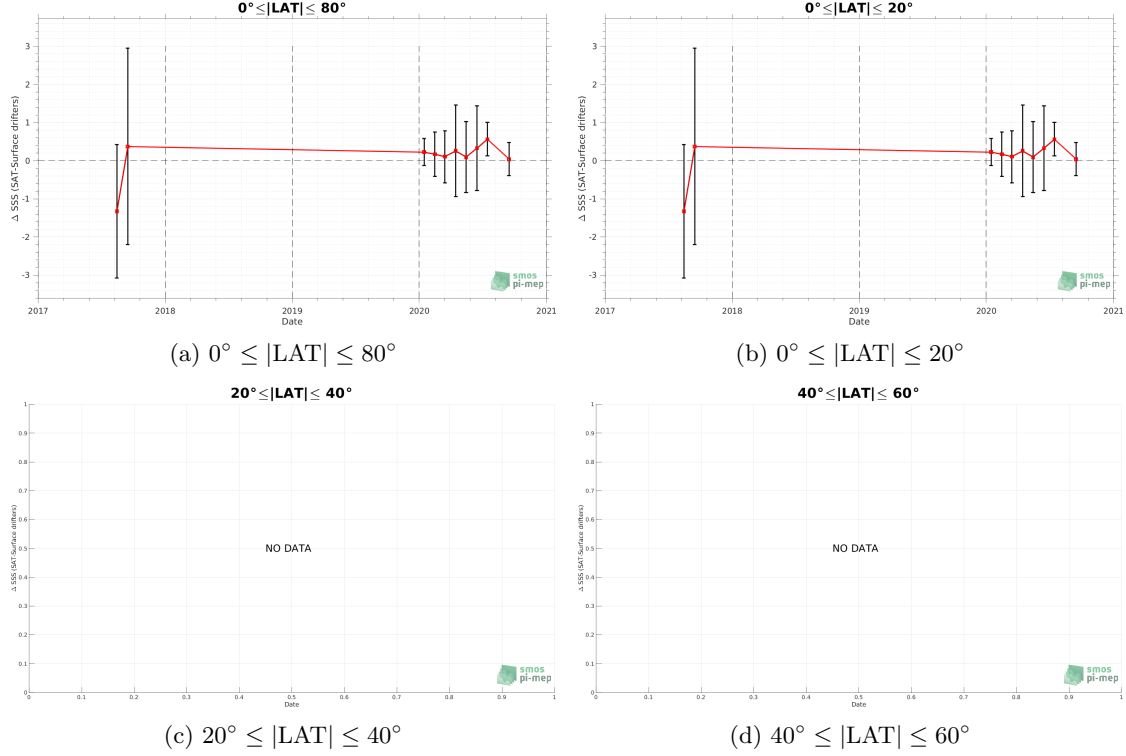 0°≤|LAT|≤ 80°
Δ SSS (SAT-Surface drifters)
3
2
1
0
-1
-2
-3
2017 2018 2019 2020 2021
Date
smos
pi-mep
(a) 0° ≤ |LAT| ≤ 80°
0°≤|LAT|≤ 20°
Δ SSS (SAT-Surface drifters)
3
2
1
0
-1
-2
-3
2017 2018 2019 2020 2021
Date
smos
pi-mep
(b) 0° ≤ |LAT| ≤ 20°
20°≤|LAT|≤ 40°
Δ SSS (SAT-Surface drifters)
1
0.9
0.8
0.7
0.6
0.5
0.4
0.3
0.2
0.1
0
NO DATA
0 0.1 0.2 0.3 0.4 0.5 0.6 0.7 0.8 0.9 1
Date
smos
pi-mep
(c) 20° ≤ |LAT| ≤ 40°
40°≤|LAT|≤ 60°
Δ SSS (SAT-Surface drifters)
1
0.9
0.8
0.7
0.6
0.5
0.4
0.3
0.2
0.1
0
NO DATA
0 0.1 0.2 0.3 0.4 0.5 0.6 0.7 0.8 0.9 1
Date
smos
pi-mep
(d) 40° ≤ |LAT| ≤ 60°